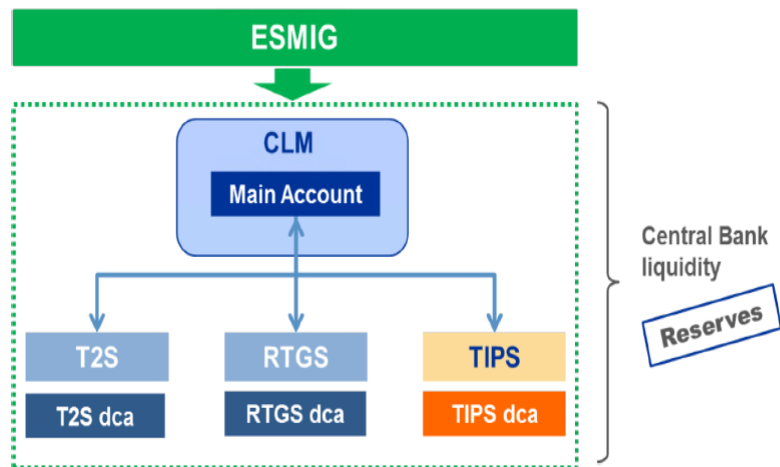 ESMIG
CLM
Main Account
Central Bank
liquidity
Reserves
T2S
RTGS
TIPS
T2S dca
RTGS dca
TIPS dca